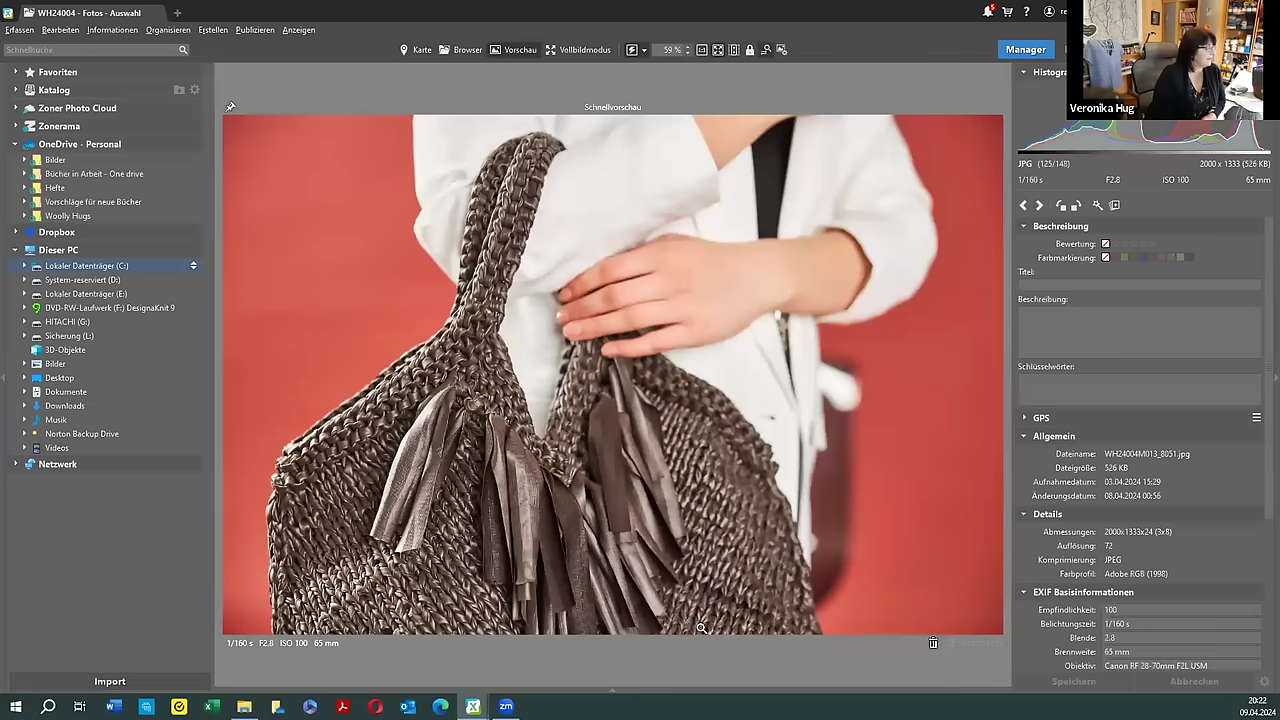 WH24004 - Fotos - Auswahl
Erfassen Bearbeiten Informationen Organisieren Erstellen Publizieren Anzeigen
Schnellsuche
Karte Browser Vorschau Vollbildmodus 59 % Manager
Veronika Hug
Favoriten
Katalog
Zoner Photo Cloud
Zonerama
OneDrive - Personal
Bilder
Bücher in Arbeit - One drive
Hefte
Vorschläge für neue Bücher
Woolly Hugs
Dropbox
Dieser PC
Lokaler Datenträger (C:)
System-reserviert (D:)
Lokaler Datenträger (E:)
DVD-RW-Laufwerk (F:) DesignaKnit 9
HITACHI (G:)
Sicherung (L:)
3D-Objekte
Bilder
Desktop
Dokumente
Downloads
Musik
Norton Backup Drive
Videos
Netzwerk
Import
Schnellvorschau
1/160 s F2.8 ISO 100 65 mm
JPG (125/148) 2000 x 1333 (526 KB)
1/160 s F2.8 ISO 100 65 mm
Beschreibung
Bewertung:
Farbmarkierung:
Titel:
Beschreibung:
Schlüsselwörter:
GPS
Allgemein
Dateiname: WH24004M013_8051.jpg
Dateigröße: 526 KB
Aufnahmedatum: 03.04.2024 15:29
Änderungsdatum: 08.04.2024 00:56
Details
Abmessungen: 2000x1333x24 (3x8)
Auflösung: 72
Komprimierung: JPEG
Farbprofil: Adobe RGB (1998)
EXIF Basisinformationen
Empfindlichkeit: 100
Belichtungszeit: 1/160 s
Blende: 2.8
Brennweite: 65 mm
Objektiv: Canon RF 28-70mm F2L USM
Speichern Abbrechen
zm
20:22
09.04.2024